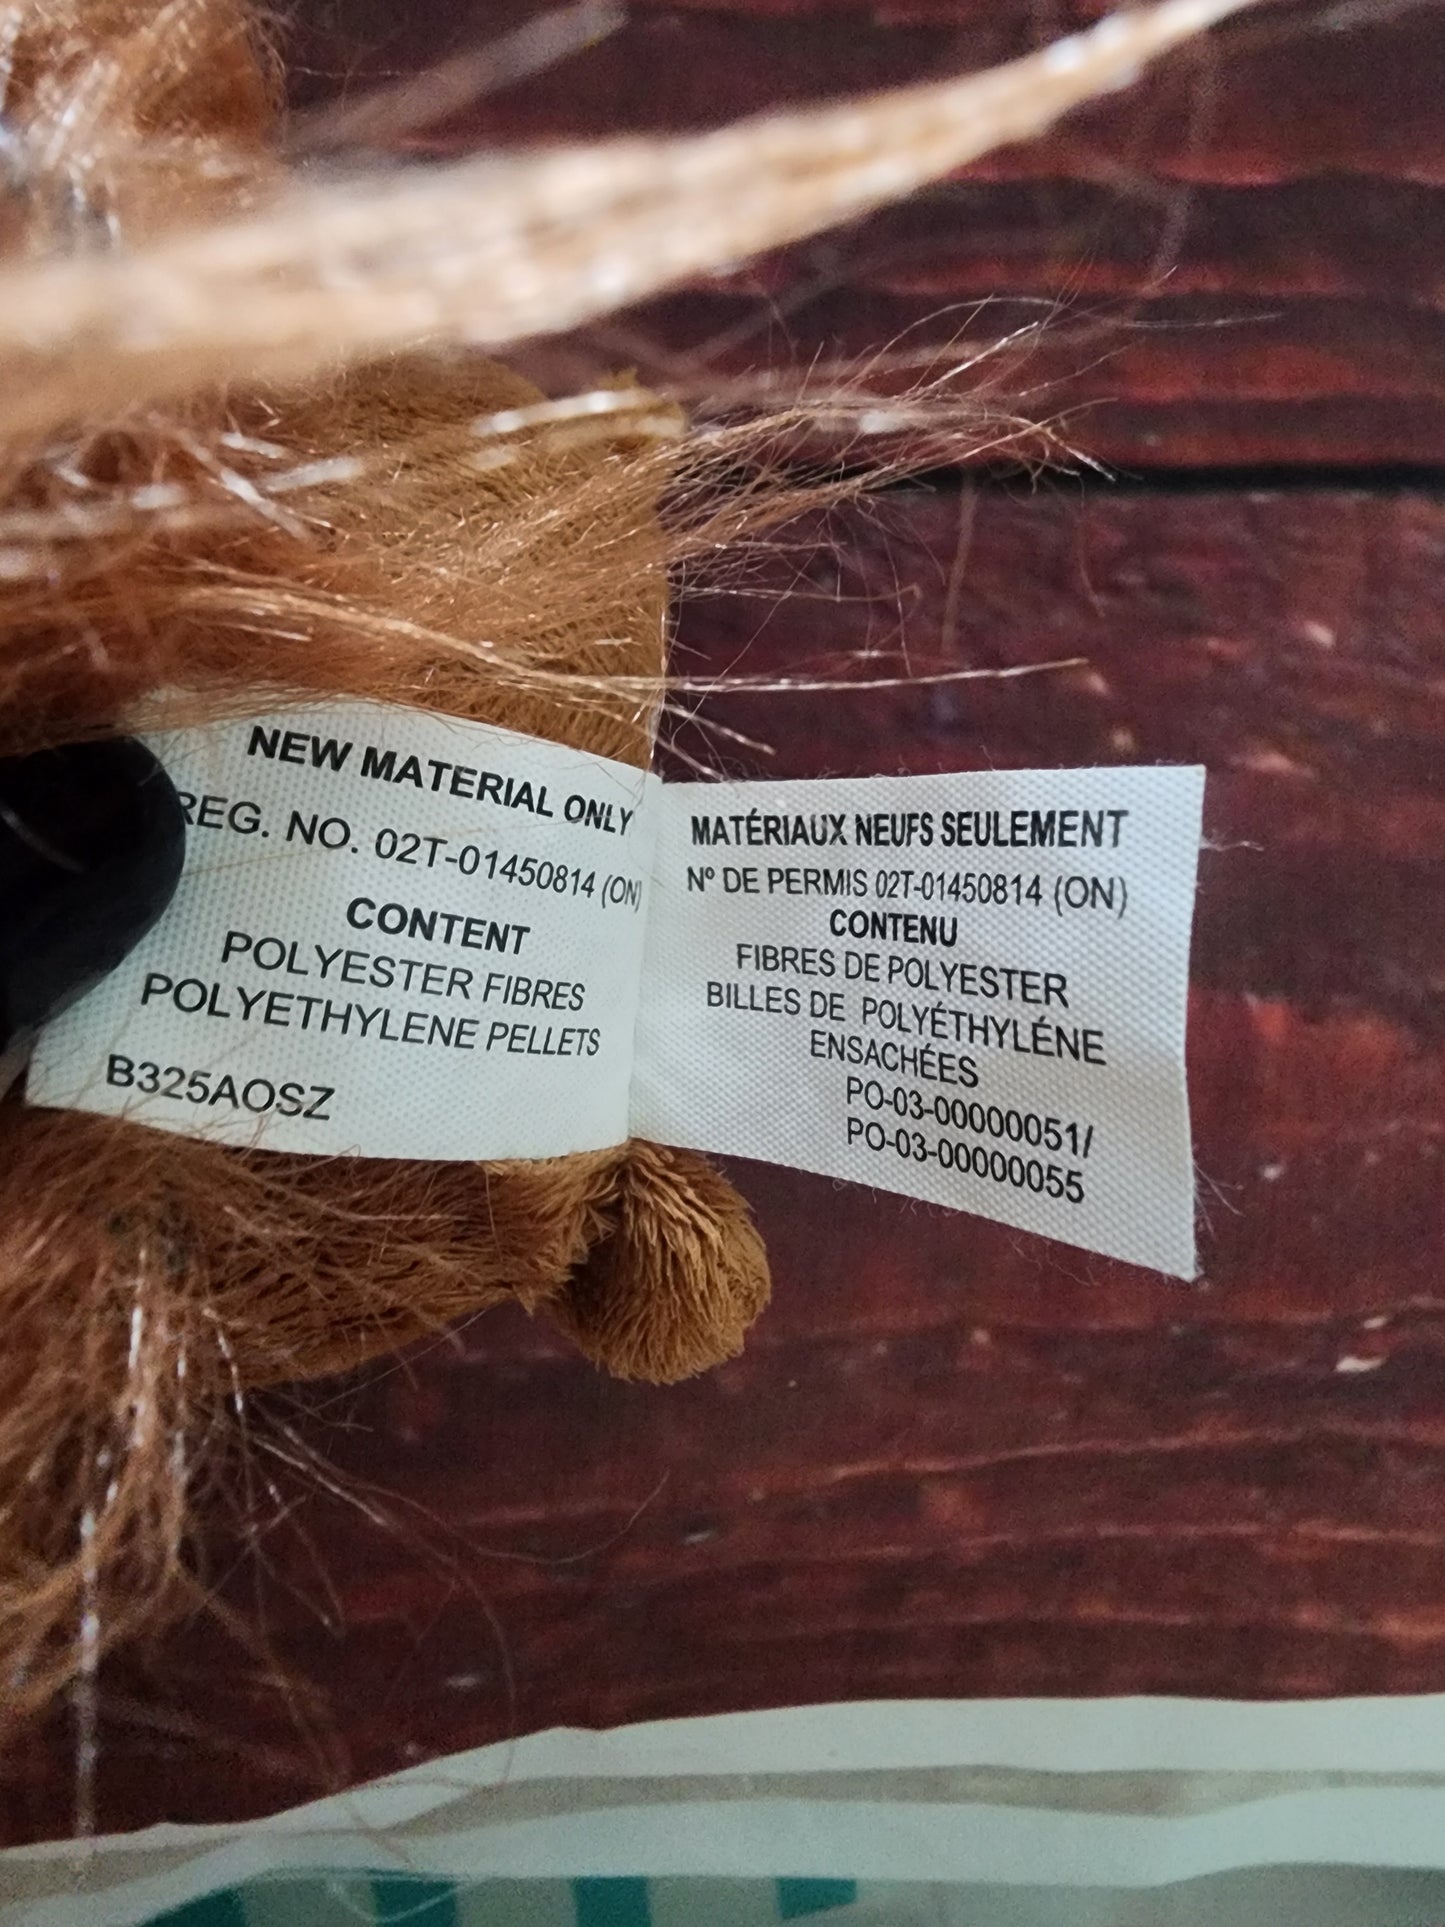 NEW MATERIAL ONLY
REG. NO. 02T-01450814 (ON)
CONTENT
POLYESTER FIBRES
POLYETHYLENE PELLETS
B325AOSZ
MATÉRIAUX NEUFS SEULEMENT
Nº DE PERMIS 02T-01450814 (ON)
CONTENU
FIBRES DE POLYESTER
BILLES DE POLYÉTHYLÉNE
ENSACHÉES
PO-03-00000051/
PO-03-00000055